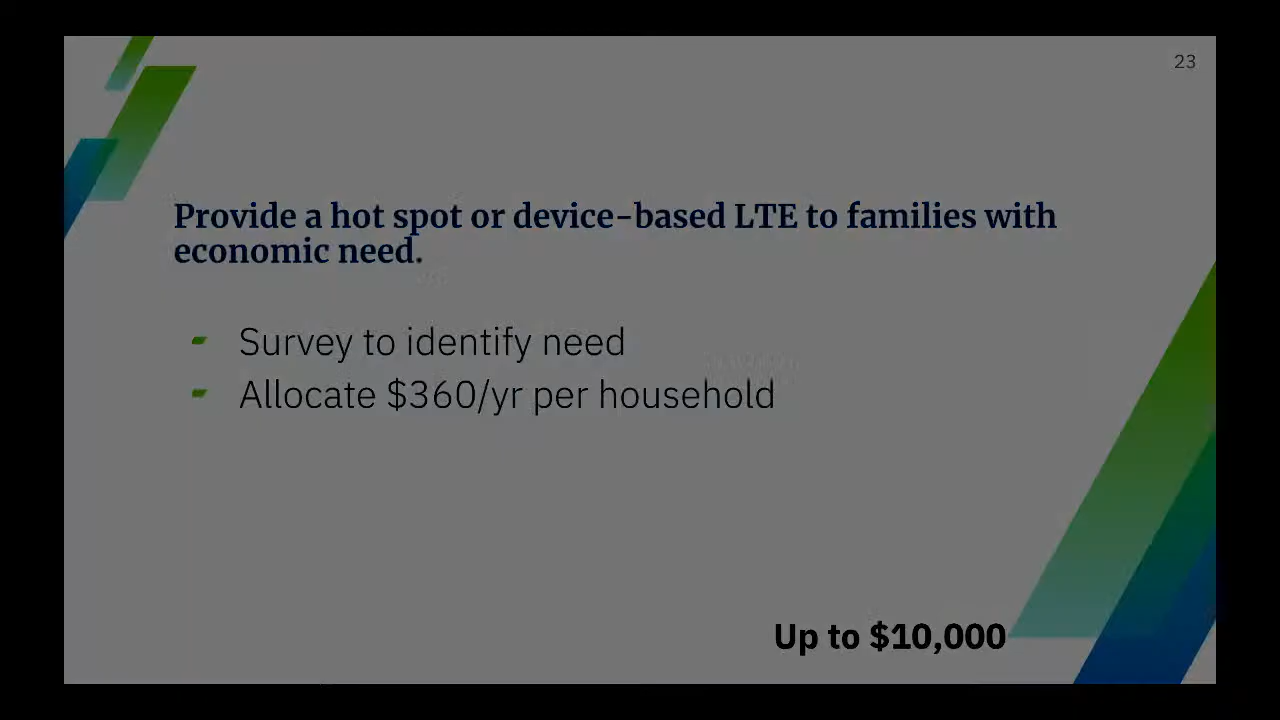 23
Provide a hot spot or device-based LTE to families with
economic need.
Survey to identify need
Allocate $360/yr per household
Up to $10,000